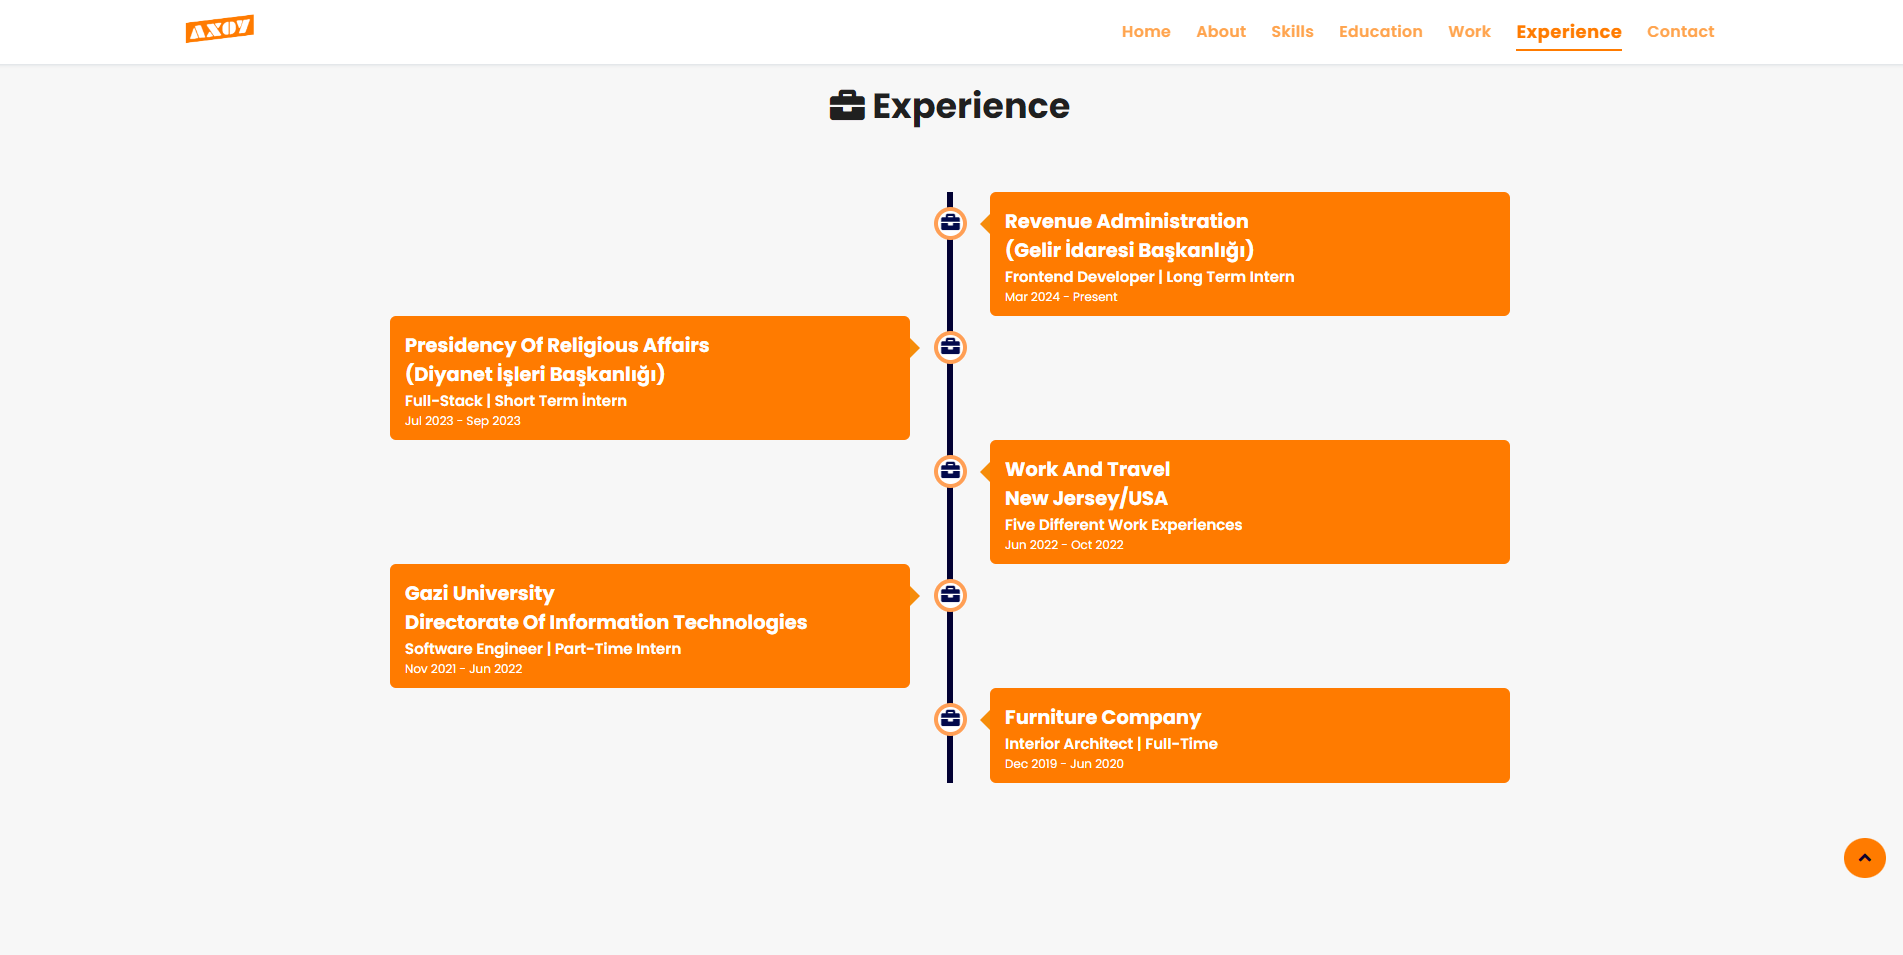 AXOY
Home About Skills Education Work Experience Contact
Experience
Revenue Administration
(Gelir İdaresi Başkanlığı)
Frontend Developer | Long Term Intern
Mar 2024 - Present
Presidency Of Religious Affairs
(Diyanet İşleri Başkanlığı)
Full-Stack | Short Term İntern
Jul 2023 - Sep 2023
Work And Travel
New Jersey/USA
Five Different Work Experiences
Jun 2022 - Oct 2022
Gazi University
Directorate Of Information Technologies
Software Engineer | Part-Time Intern
Nov 2021 - Jun 2022
Furniture Company
Interior Architect | Full-Time
Dec 2019 - Jun 2020